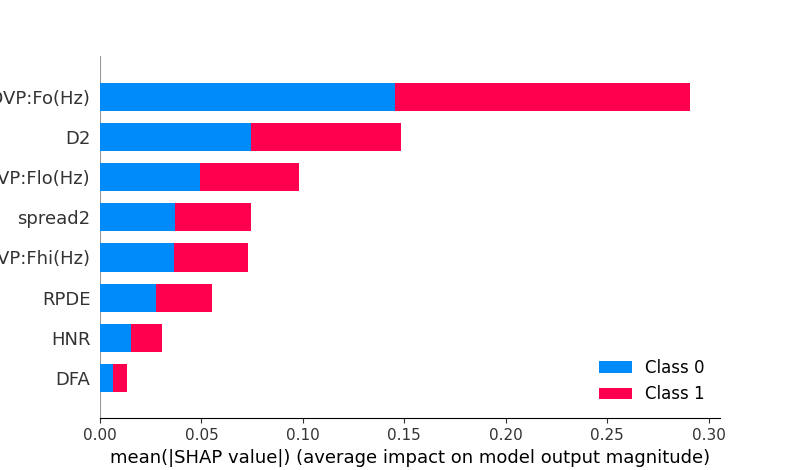 VP:Fo(Hz)
D2
VP:Flo(Hz)
spread2
VP:Fhi(Hz)
RPDE
HNR
DFA
Class 0
Class 1
0.00 0.05 0.10 0.15 0.20 0.25 0.30
mean(|SHAP value|) (average impact on model output magnitude)